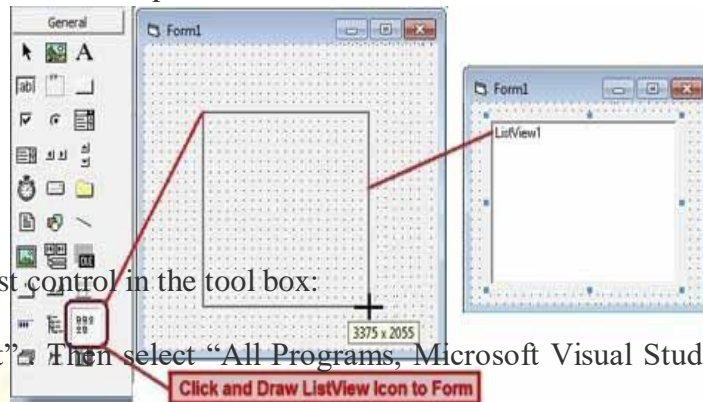 General
Form1
A
ab
Form1
ListView1
st control in the tool box:
3375 x 2055
t”. Then select “All Programs, Microsoft Visual Stud
Click and Draw ListView Icon to Form